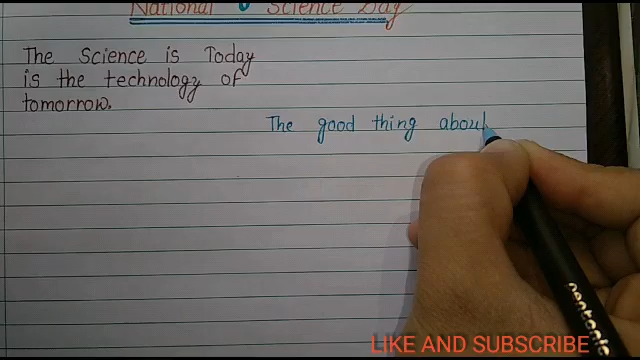 National Science Day
The Science is Today
is the technology of
tomorrow.
The good thing about
pentonic
LIKE AND SUBSCRIBE